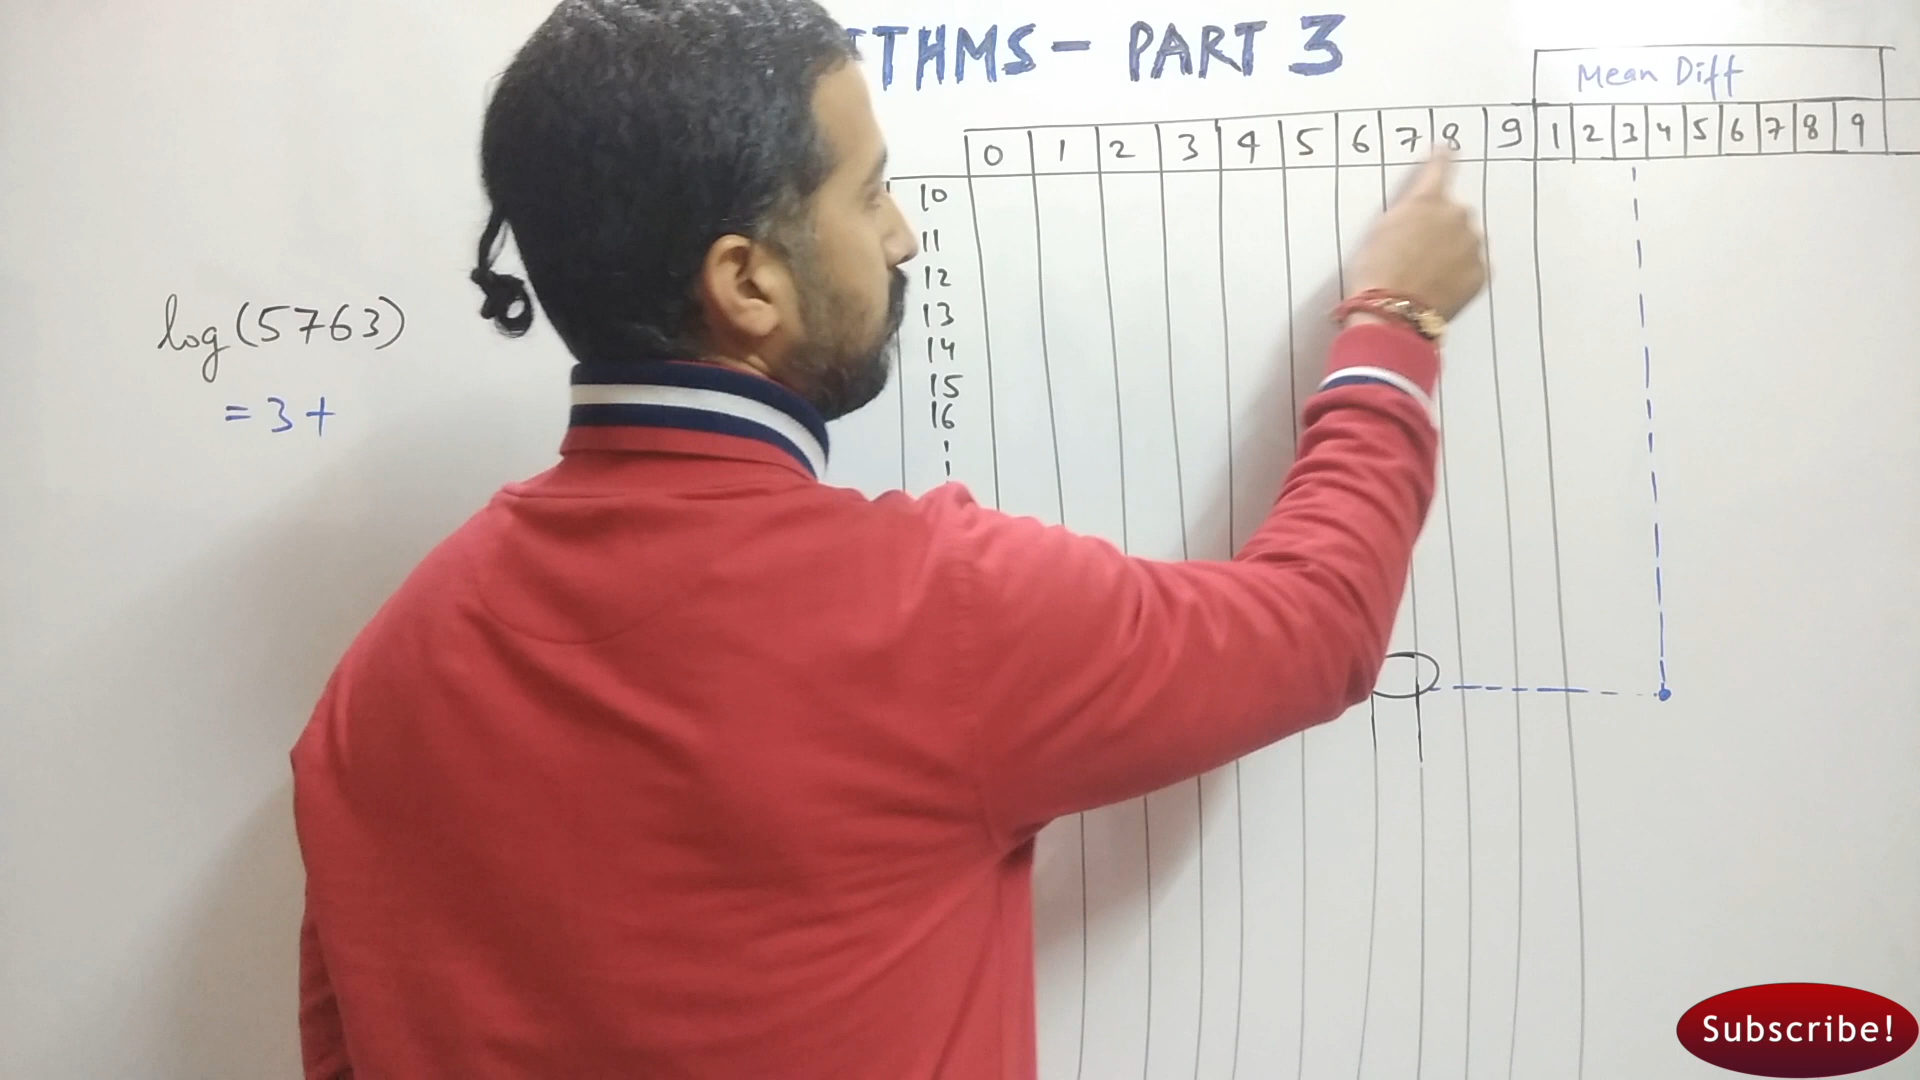 THMS - PART 3
Mean Diff
0 1 2 3 4 5 6 7 8 9 1 2 3 4 5 6 7 8 9
10
11
12
13
14
15
16
log(5763)
= 3 +
Subscribe!